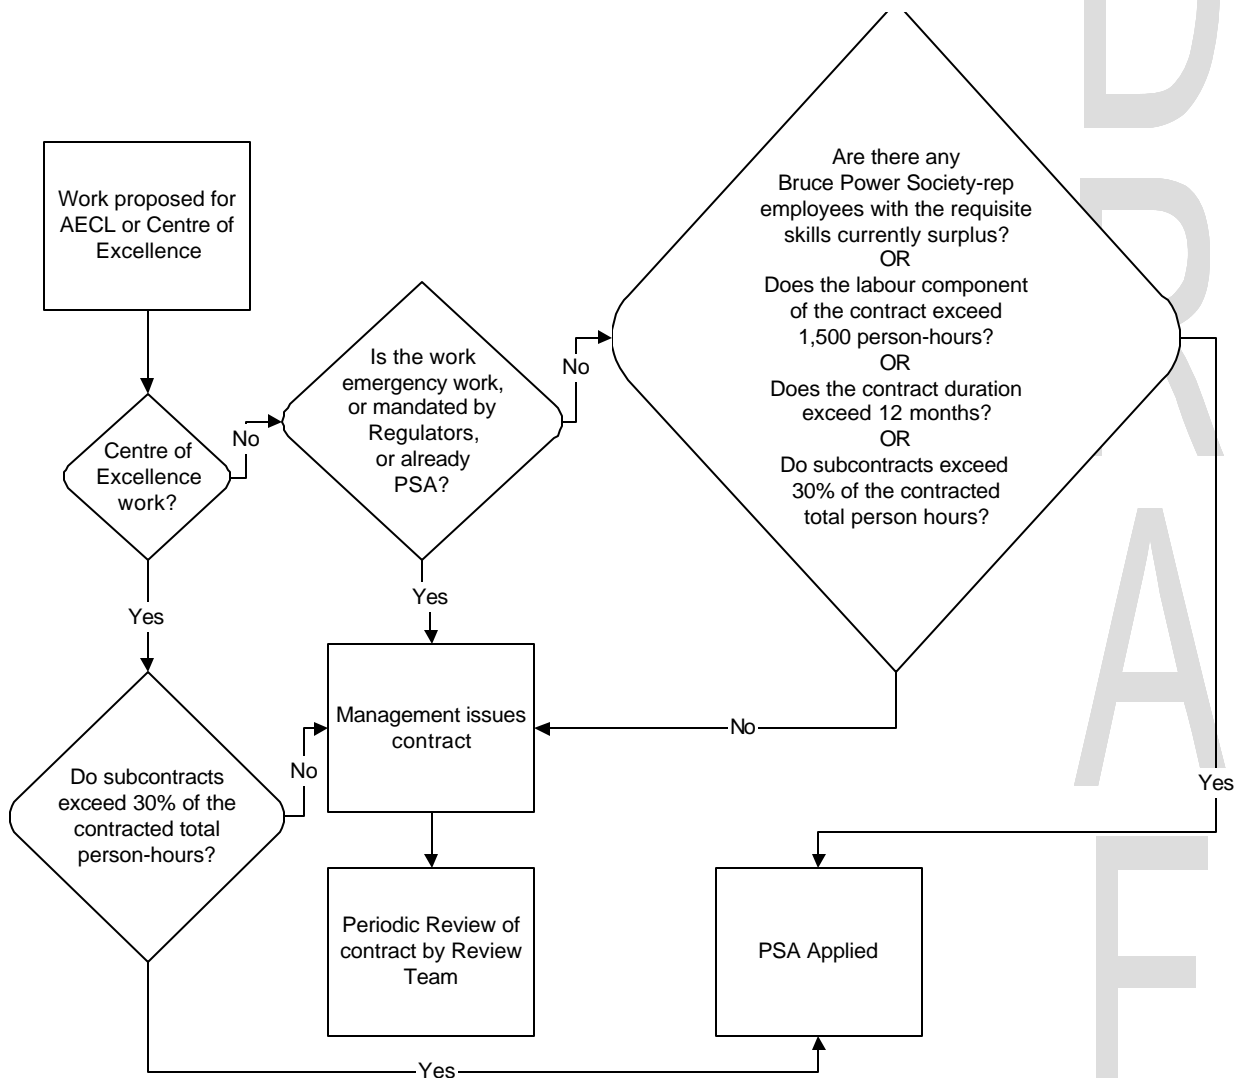 Work proposed for
AECL or Centre of
Excellence
Centre of
Excellence
work?
No
Is the work
emergency work,
or mandated by
Regulators,
or already
PSA?
No
Are there any
Bruce Power Society-rep
employees with the requisite
skills currently surplus?
OR
Does the labour component
of the contract exceed
1,500 person-hours?
OR
Does the contract duration
exceed 12 months?
OR
Do subcontracts exceed
30% of the contracted
total person hours?
Yes
Yes
Do subcontracts
exceed 30% of the
contracted total
person-hours?
No
Management issues
contract
No
Yes
Periodic Review of
contract by Review
Team
PSA Applied
Yes
D
R
A
F